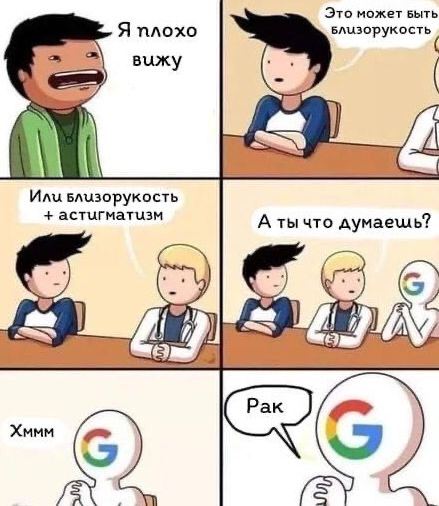 Я плохо
вижу
Это может быть
близорукость
Или близорукость
+ астигматизм
А ты что думаешь?
G
Хммм
G
Рак
G